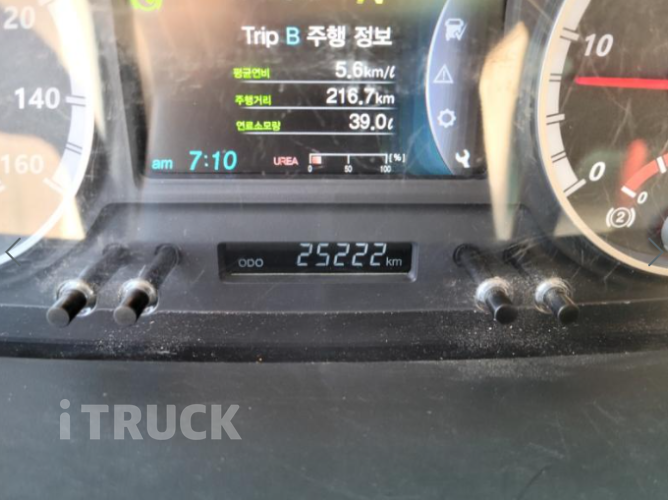 20
140
160
Trip B 주행 정보
평균연비 5.6km/ℓ
주행거리 216.7km
연료소모량 39.0ℓ
am 7:10 UREA [%]
0 50 100
10
0
0
(2)
ODO 25222 km
iTRUCK